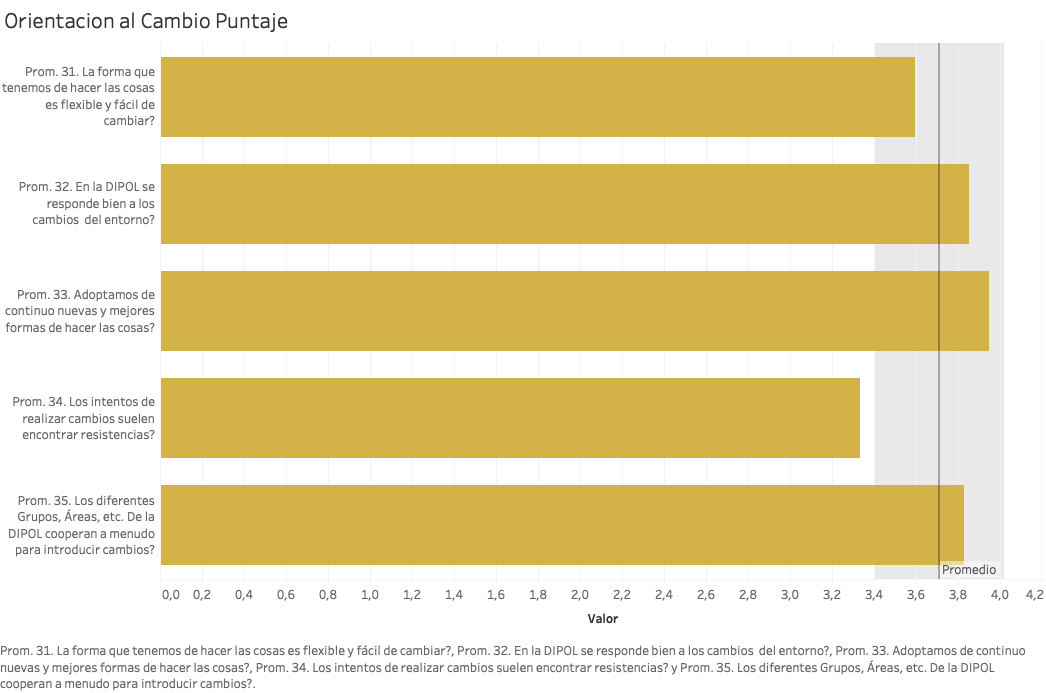 Orientacion al Cambio Puntaje
Prom. 31. La forma que
tenemos de hacer las cosas
es flexible y fácil de
cambiar?
Prom. 32. En la DIPOL se
responde bien a los
cambios  del entorno?
Prom. 33. Adoptamos de
continuo nuevas y mejores
formas de hacer las cosas?
Prom. 34. Los intentos de
realizar cambios suelen
encontrar resistencias?
Prom. 35. Los diferentes
Grupos, Áreas, etc. De la
DIPOL cooperan a menudo
para introducir cambios?
Promedio
0,0 0,2 0,4 0,6 0,8 1,0 1,2 1,4 1,6 1,8 2,0 2,2 2,4 2,6 2,8 3,0 3,2 3,4 3,6 3,8 4,0 4,2
Valor
Prom. 31. La forma que tenemos de hacer las cosas es flexible y fácil de cambiar?, Prom. 32. En la DIPOL se responde bien a los cambios  del entorno?, Prom. 33. Adoptamos de continuo
nuevas y mejores formas de hacer las cosas?, Prom. 34. Los intentos de realizar cambios suelen encontrar resistencias? y Prom. 35. Los diferentes Grupos, Áreas, etc. De la DIPOL
cooperan a menudo para introducir cambios?.